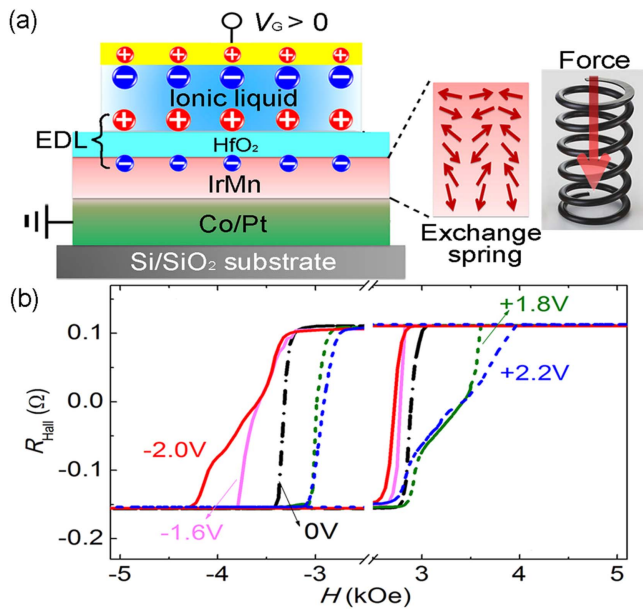 (a)
V_G > 0
Force
Ionic liquid
EDL
HfO₂
IrMn
Co/Pt
Exchange
spring
Si/SiO₂ substrate
(b)
+1.8V
+2.2V
-2.0V
-1.6V
0V
0.1
0.0
-0.1
-0.2
R_Hall (Ω)
-5 -4 -3 3 4 5
H (kOe)